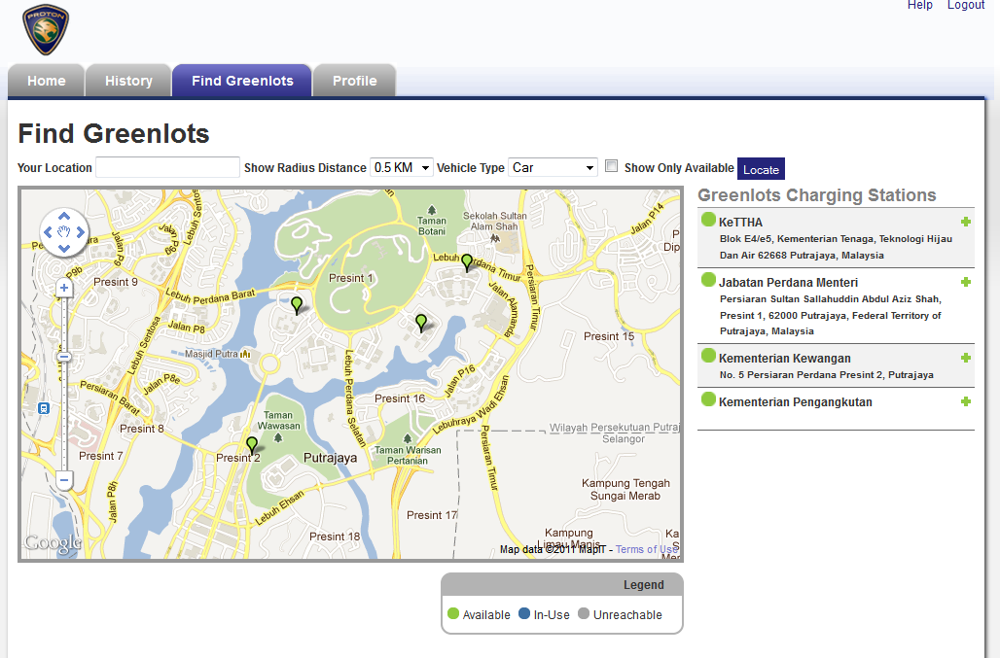 Help Logout
PROTON
Home History Find Greenlots Profile
Find Greenlots
Your Location Show Radius Distance 0.5 KM Vehicle Type Car Show Only Available Locate
Greenlots Charging Stations
KeTTHA
Blok E4/e5, Kementerian Tenaga, Teknologi Hijau
Dan Air 62668 Putrajaya, Malaysia
Jabatan Perdana Menteri
Persiaran Sultan Sallahuddin Abdul Aziz Shah,
Presint 1, 62000 Putrajaya, Federal Territory of
Putrajaya, Malaysia
Kementerian Kewangan
No. 5 Persiaran Perdana Presint 2, Putrajaya
Kementerian Pengangkutan
Lebuh Sentosa
Taman
Botani
Sekolah Sultan
Alam Shah
Jalan P14
Jalan P9
Presint 9
Lebuh Perdana Barat
Presint 1
Lebuh Perdana Timur
Persiaran Timur
Jalan Alamanda
Jalan P8
Lebuh Sentosa
Presint 15
Masjid Putra
Jalan P8e
Persiaran Barat
Lebuh Perdana Selatan
Presint 16
Jalan P16
Lebuhraya Wadi Ehsan
Presint 8
Taman
Wawasan
Wilayah Persekutuan Putraj
Selangor
Presint 7
Presint 2
Putrajaya
Taman Warisan
Pertanian
Persiaran Timur
Jalan P8h
Lebuh Ehsan
Kampung Tengah
Sungai Merab
Presint 17
Presint 18
Kampung
Limau Manis
Google
Map data ©2011 MapIT - Terms of Use
Legend
Available In-Use Unreachable